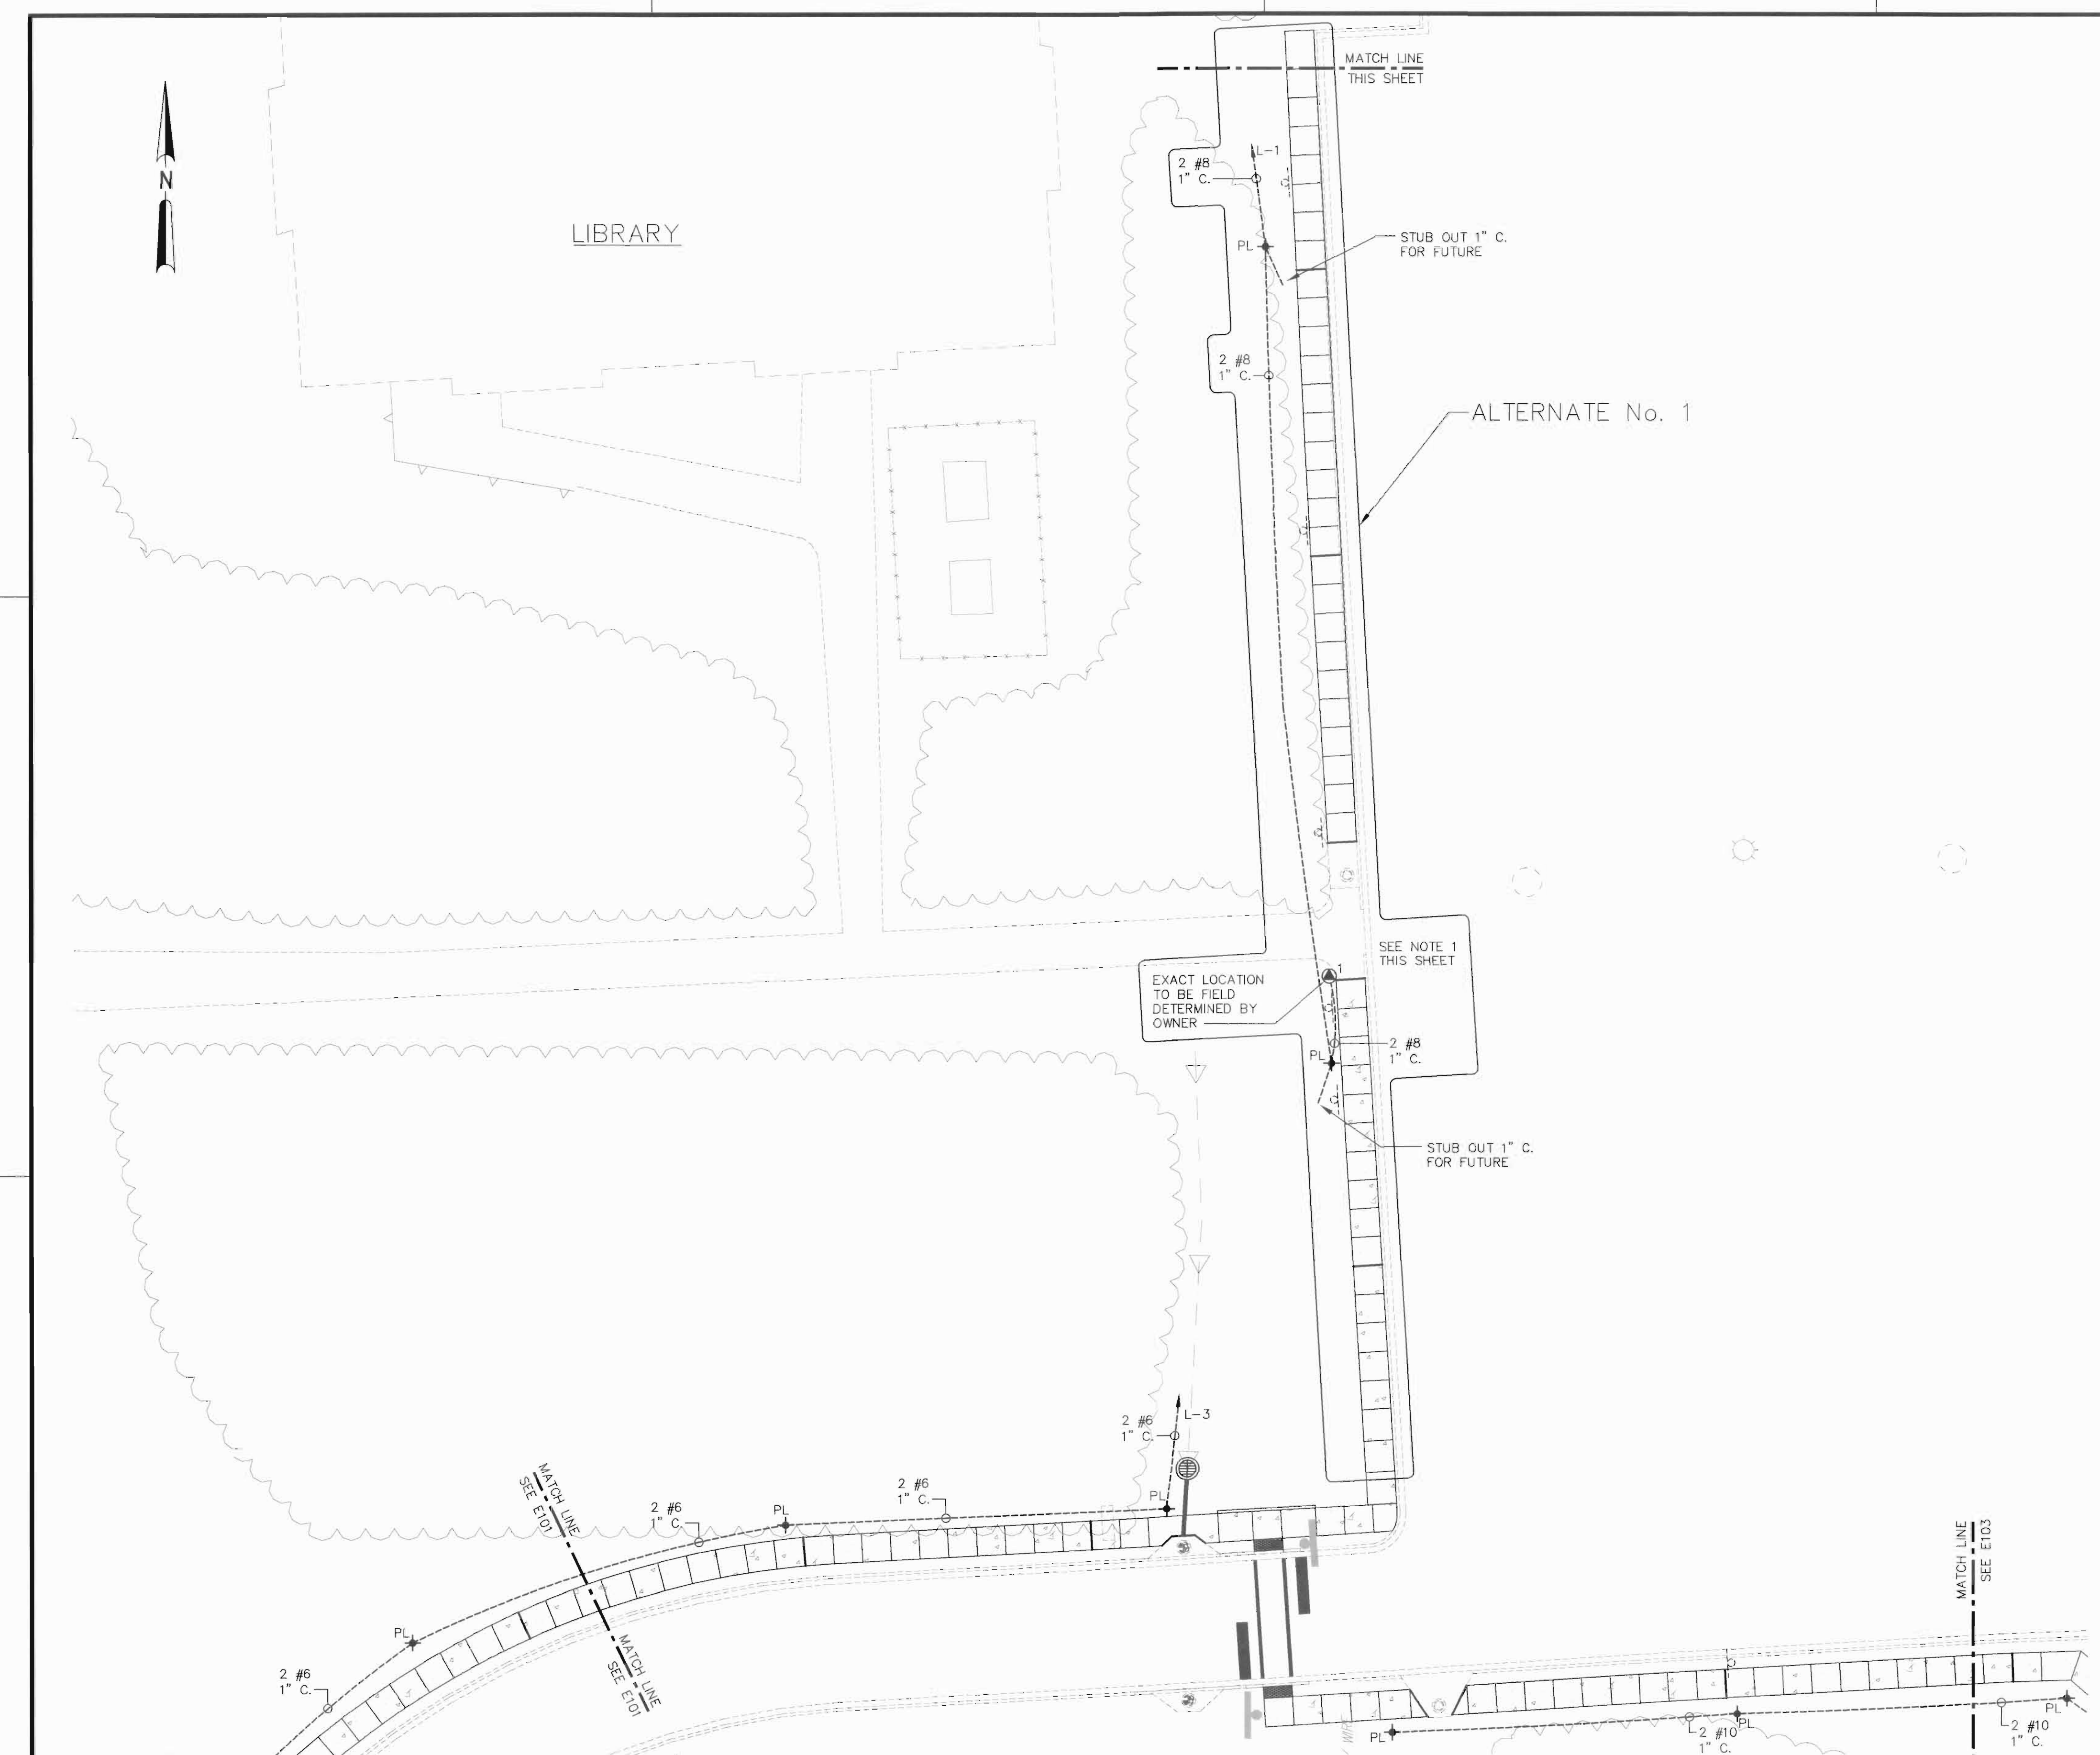 MATCH LINE
THIS SHEET
N
L-1
2 #8
1" C.
LIBRARY
PL
STUB OUT 1" C.
FOR FUTURE
2 #8
1" C.
ALTERNATE No. 1
SEE NOTE 1
THIS SHEET
1
EXACT LOCATION
TO BE FIELD
DETERMINED BY
OWNER
2 #8
1" C.
PL
STUB OUT 1" C.
FOR FUTURE
L-3
2 #6
1" C.
PL
2 #6
1" C.
PL
2 #6
1" C.
MATCH LINE
SEE E101
MATCH LINE
SEE E101
PL
2 #6
1" C.
MATCH LINE
SEE E103
PL
2 #10
1" C.
PL
PL
2 #10
1" C.